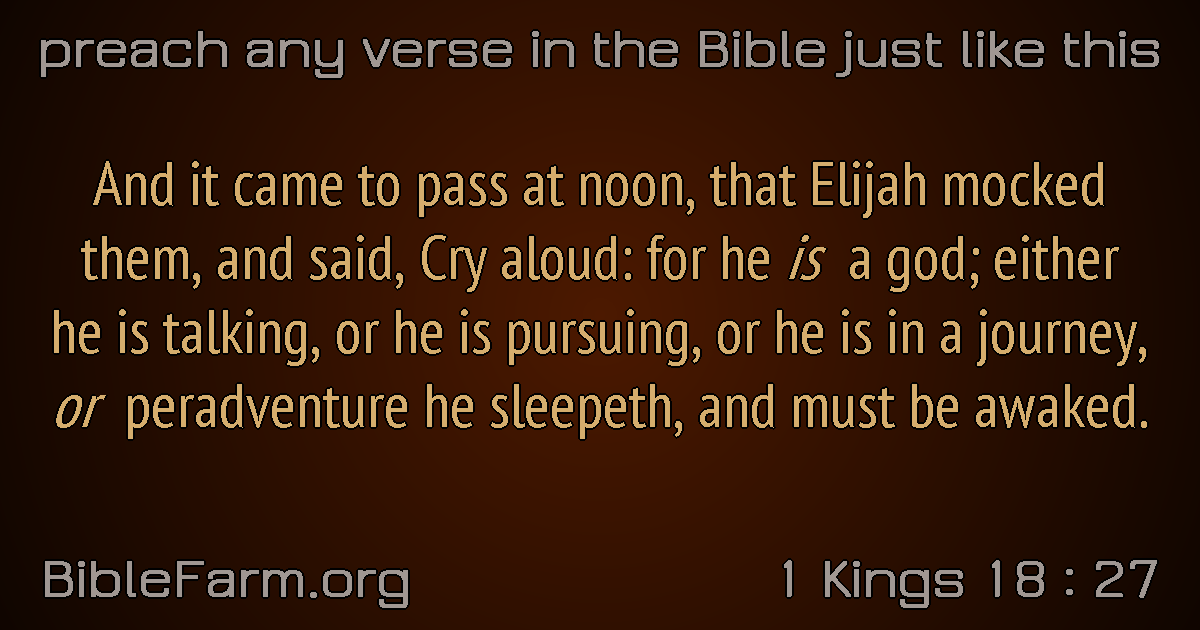 preach any verse in the Bible just like this
And it came to pass at noon, that Elijah mocked
them, and said, Cry aloud: for he is a god; either
he is talking, or he is pursuing, or he is in a journey,
or peradventure he sleepeth, and must be awaked.
BibleFarm.org
1 Kings 18 : 27